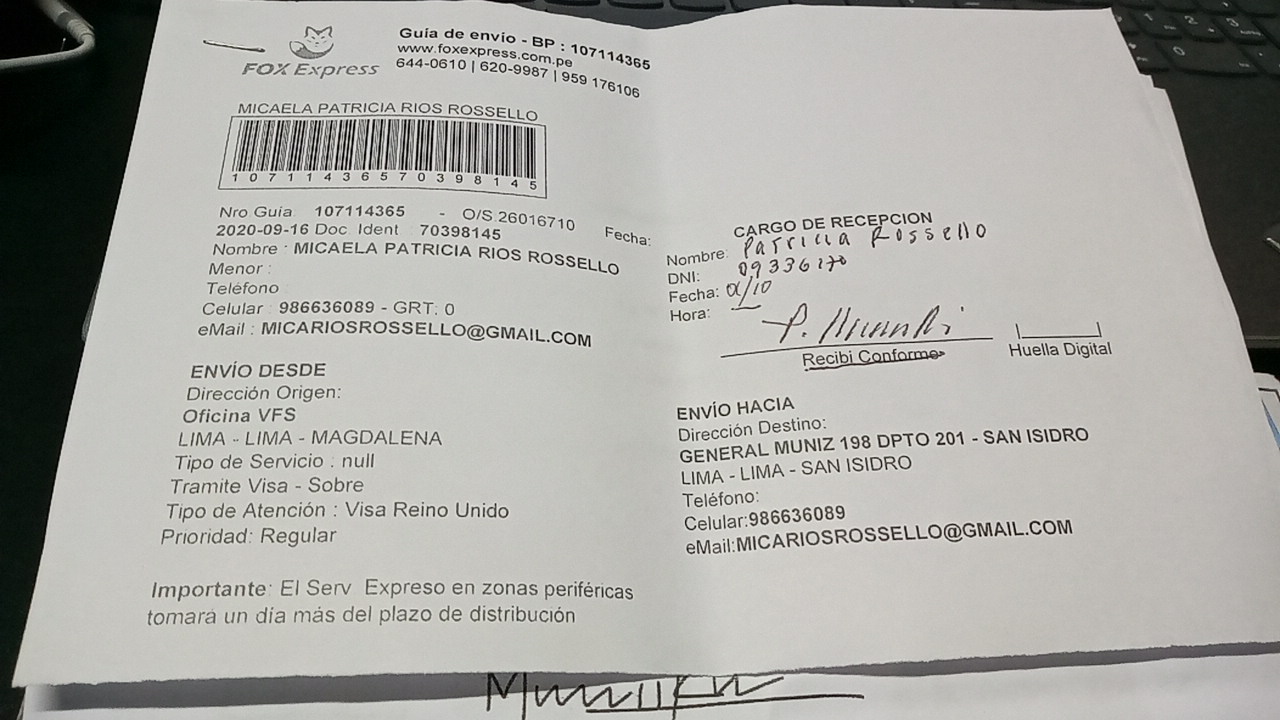 FOX Express
Guía de envío - BP : 107114365
www.foxexpress.com.pe
644-0610 | 620-9987 | 959 176106
MICAELA PATRICIA RIOS ROSSELLO
10711436570398145
Nro Guía: 107114365 - O/S 26016710 Fecha:
2020-09-16 Doc Ident 70398145
Nombre : MICAELA PATRICIA RIOS ROSSELLO
Menor :
Teléfono
Celular : 986636089 - GRT. 0
eMail : MICARIOSROSSELLO@GMAIL.COM
ENVÍO DESDE
Dirección Origen:
Oficina VFS
LIMA - LIMA - MAGDALENA
Tipo de Servicio : null
Tramite Visa - Sobre
Tipo de Atención : Visa Reino Unido
Prioridad: Regular
Importante: El Serv Expreso en zonas periféricas
tomará un día más del plazo de distribución
CARGO DE RECEPCION
Nombre: Patricia Rossello
DNI: 09336170
Fecha: 01/10
Hora:
Recibi Conforme
Huella Digital
ENVÍO HACIA
Dirección Destino:
GENERAL MUNIZ 198 DPTO 201 - SAN ISIDRO
LIMA - LIMA - SAN ISIDRO
Teléfono:
Celular:986636089
eMail:MICARIOSROSSELLO@GMAIL.COM